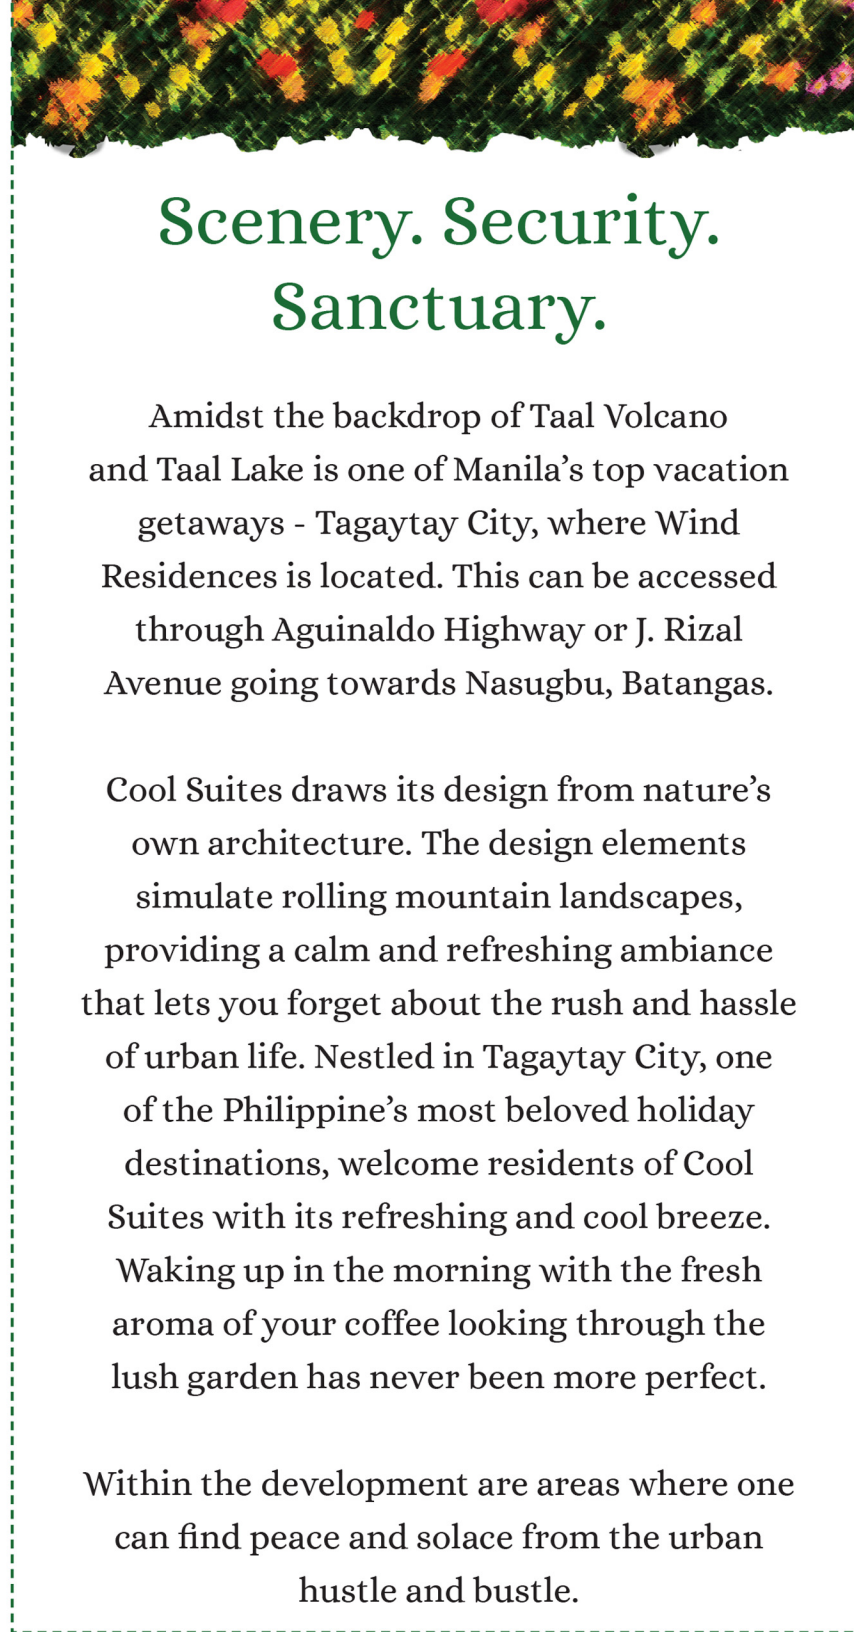 Scenery. Security.
Sanctuary.
Amidst the backdrop of Taal Volcano
and Taal Lake is one of Manila’s top vacation
getaways - Tagaytay City, where Wind
Residences is located. This can be accessed
through Aguinaldo Highway or J. Rizal
Avenue going towards Nasugbu, Batangas.
Cool Suites draws its design from nature’s
own architecture. The design elements
simulate rolling mountain landscapes,
providing a calm and refreshing ambiance
that lets you forget about the rush and hassle
of urban life. Nestled in Tagaytay City, one
of the Philippine’s most beloved holiday
destinations, welcome residents of Cool
Suites with its refreshing and cool breeze.
Waking up in the morning with the fresh
aroma of your coffee looking through the
lush garden has never been more perfect.
Within the development are areas where one
can find peace and solace from the urban
hustle and bustle.